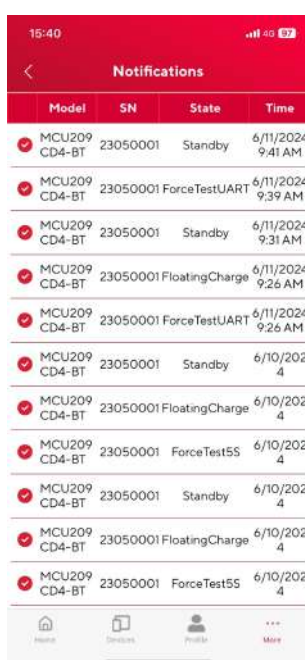 15:40
4G 97
Notifications
Model SN State Time
MCU209 CD4-BT 23050001 Standby 6/11/2024 9:41 AM
MCU209 CD4-BT 23050001 ForceTestUART 6/11/2024 9:39 AM
MCU209 CD4-BT 23050001 Standby 6/11/2024 9:31 AM
MCU209 CD4-BT 23050001 FloatingCharge 6/11/2024 9:26 AM
MCU209 CD4-BT 23050001 ForceTestUART 6/11/2024 9:26 AM
MCU209 CD4-BT 23050001 Standby 6/10/202 4
MCU209 CD4-BT 23050001 FloatingCharge 6/10/202 4
MCU209 CD4-BT 23050001 ForceTest5S 6/10/202 4
MCU209 CD4-BT 23050001 Standby 6/10/202 4
MCU209 CD4-BT 23050001 FloatingCharge 6/10/202 4
MCU209 CD4-BT 23050001 ForceTest5S 6/10/202 4
Home Devices Profile More